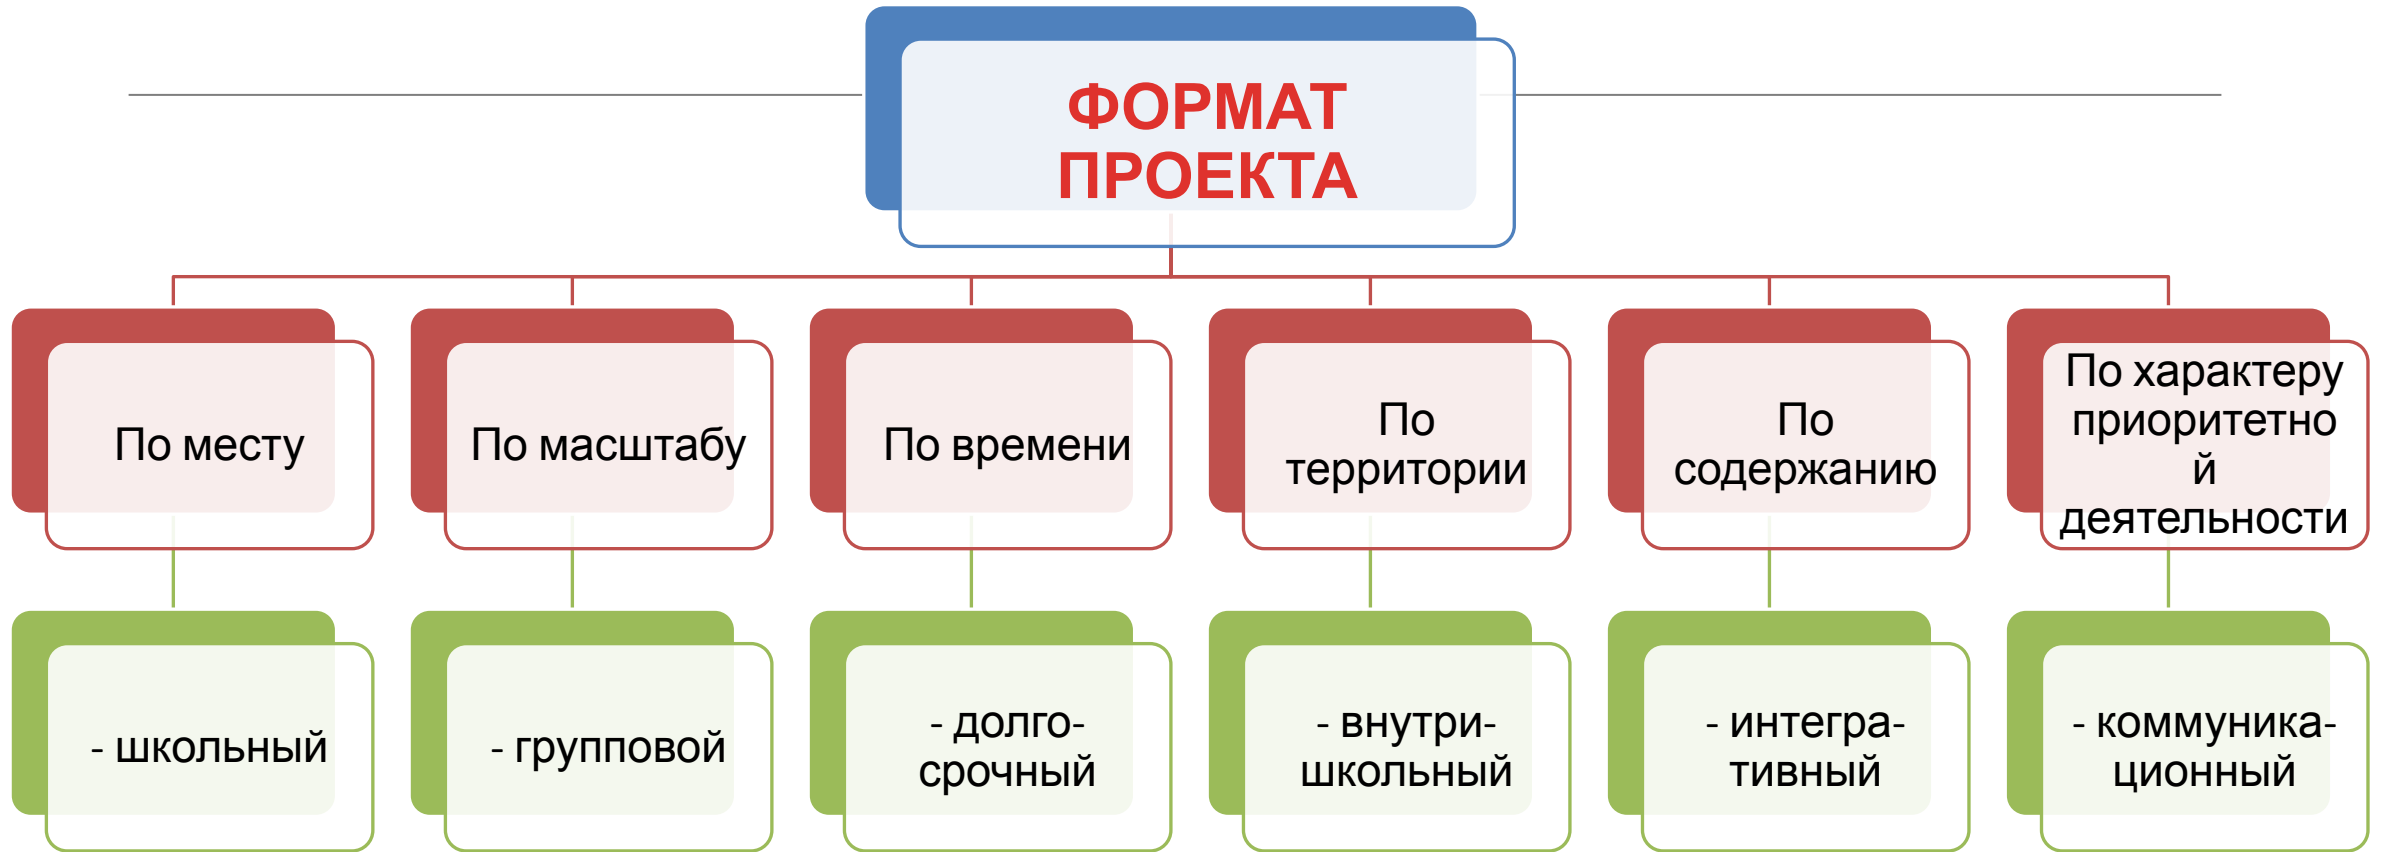 ФОРМАТ
ПРОЕКТА
По месту
По масштабу
По времени
По
территории
По
содержанию
По характеру
приоритетно
й
деятельности
- школьный
- групповой
- долго-
срочный
- внутри-
школьный
- интегра-
тивный
- коммуника-
ционный